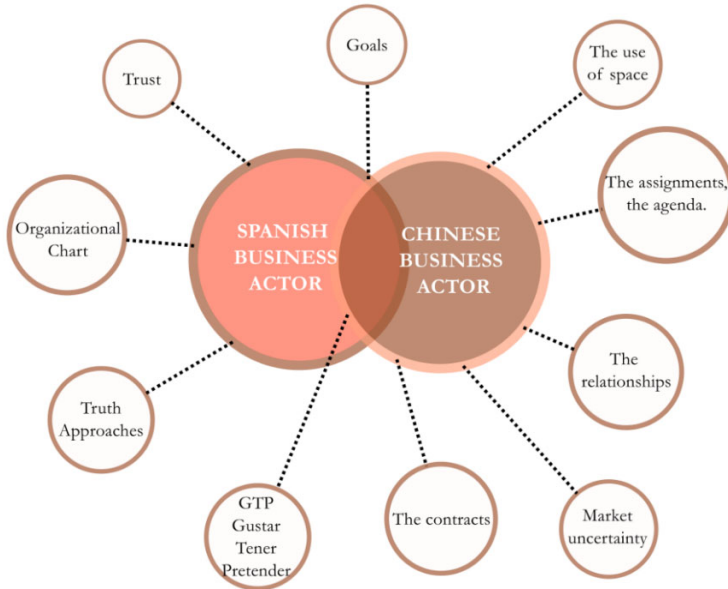 Goals
Trust
The use
of space
The assignments,
the agenda.
Organizational
Chart
SPANISH
BUSINESS
ACTOR
CHINESE
BUSINESS
ACTOR
The
relationships
Truth
Approaches
GTP
Gustar
Tener
Pretender
The contracts
Market
uncertainty